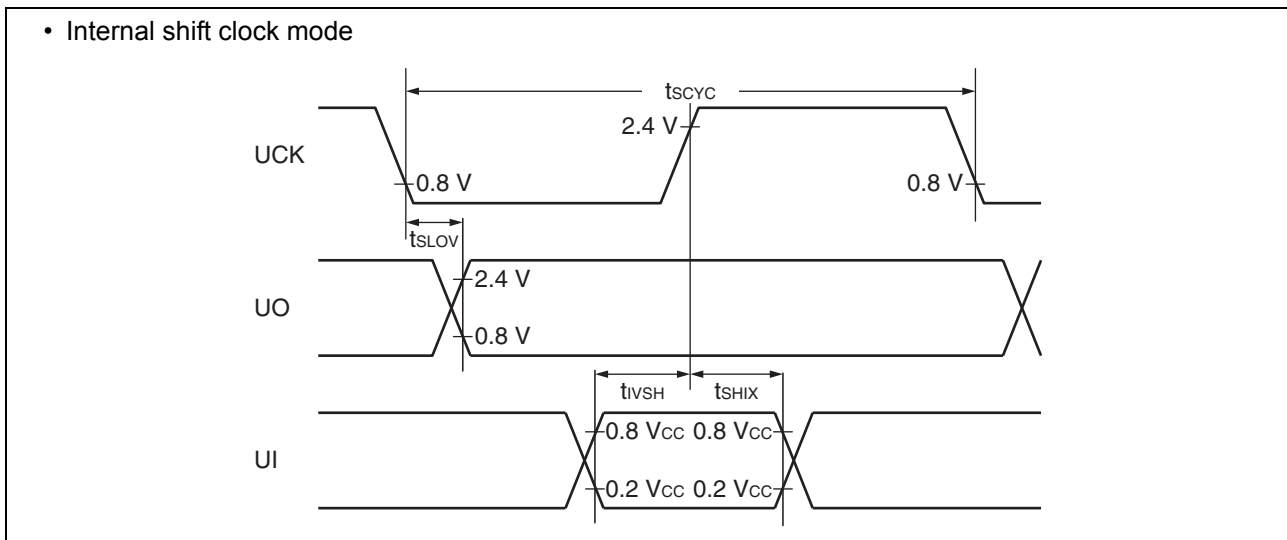 • Internal shift clock mode
tSCYC
2.4 V
UCK
0.8 V
0.8 V
tSLOV
2.4 V
UO
0.8 V
tIVSH
tSHIX
0.8 VCC
0.8 VCC
UI
0.2 VCC
0.2 VCC